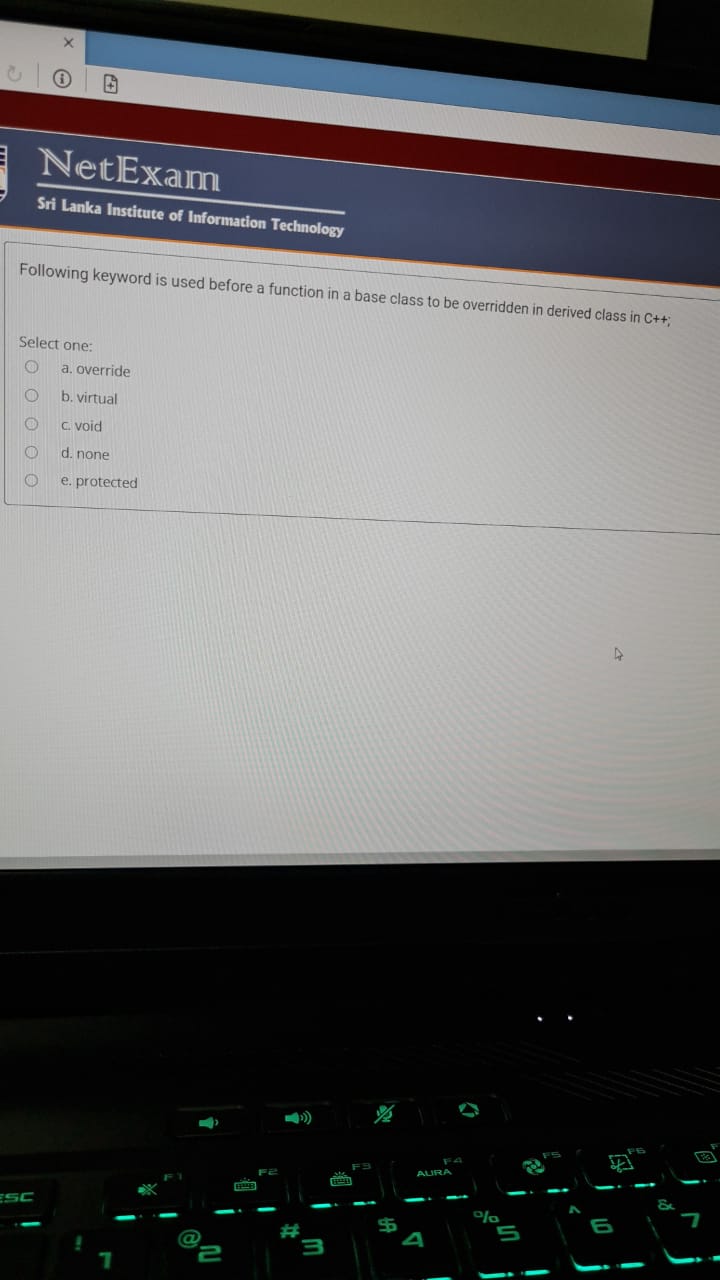 NetExam
Sri Lanka Institute of Information Technology
Following keyword is used before a function in a base class to be overridden in derived class in C++;
Select one:
a. override
b. virtual
c. void
d. none
e. protected
F1 F2 F3 F4 F5 F6
AURA
ESC
! 1 @ 2 # 3 $ 4 % 5 ^ 6 & 7